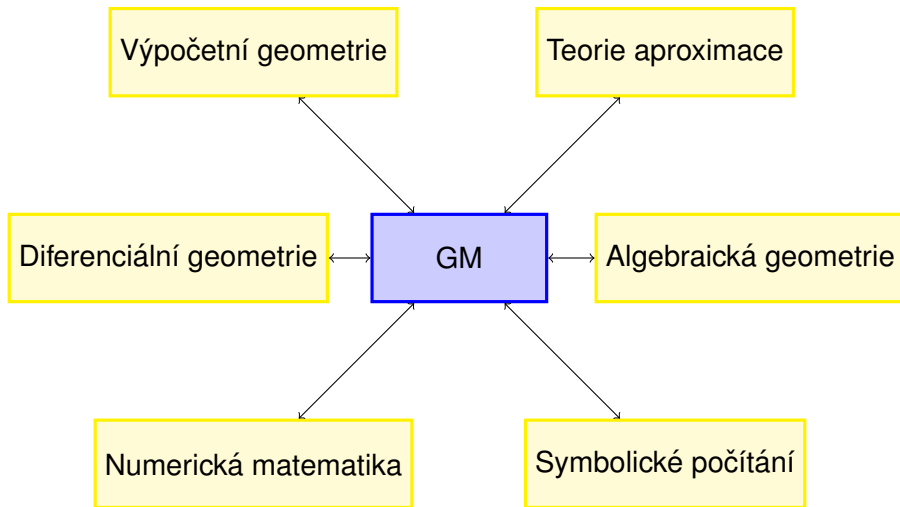 Výpočetní geometrie
Teorie aproximace
Diferenciální geometrie
GM
Algebraická geometrie
Numerická matematika
Symbolické počítání